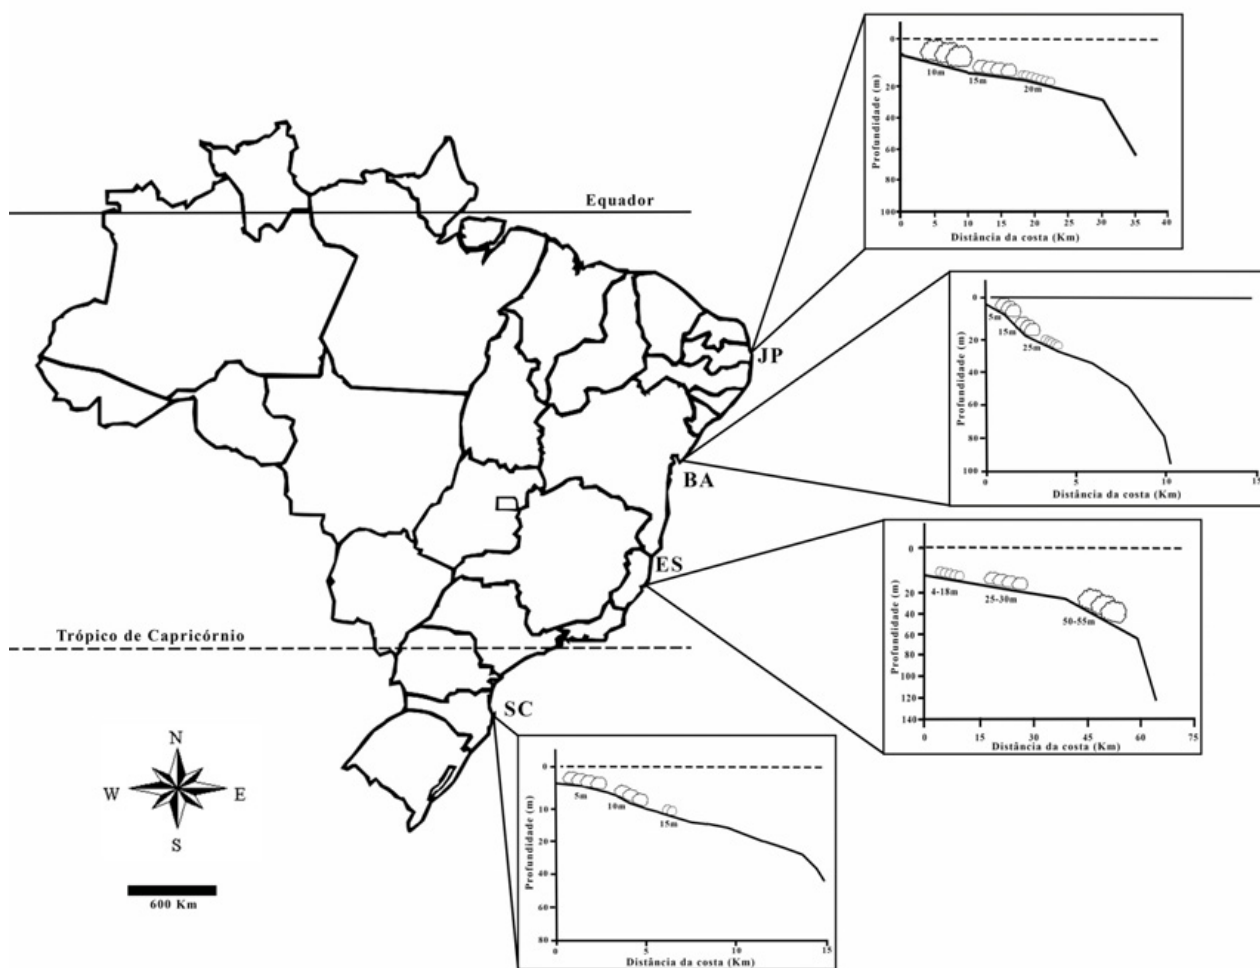 Equador
JP
BA
ES
Trópico de Capricórnio
SC
N
W
E
S
600 Km
Profundidade (m)
0
20
40
60
80
100
10m
15m
20m
0 5 10 15 20 25 30 35 40
Distância da costa (Km)
Profundidade (m)
0
20
40
60
80
100
5m
15m
25m
0 5 10 15
Distância da costa (Km)
Profundidade (m)
0
20
40
60
80
100
120
140
4-18m
25-30m
50-55m
0 15 30 45 60 75
Distância da costa (Km)
Profundidade (m)
0
10
20
40
60
80
5m
10m
15m
0 5 10 15
Distância da costa (Km)